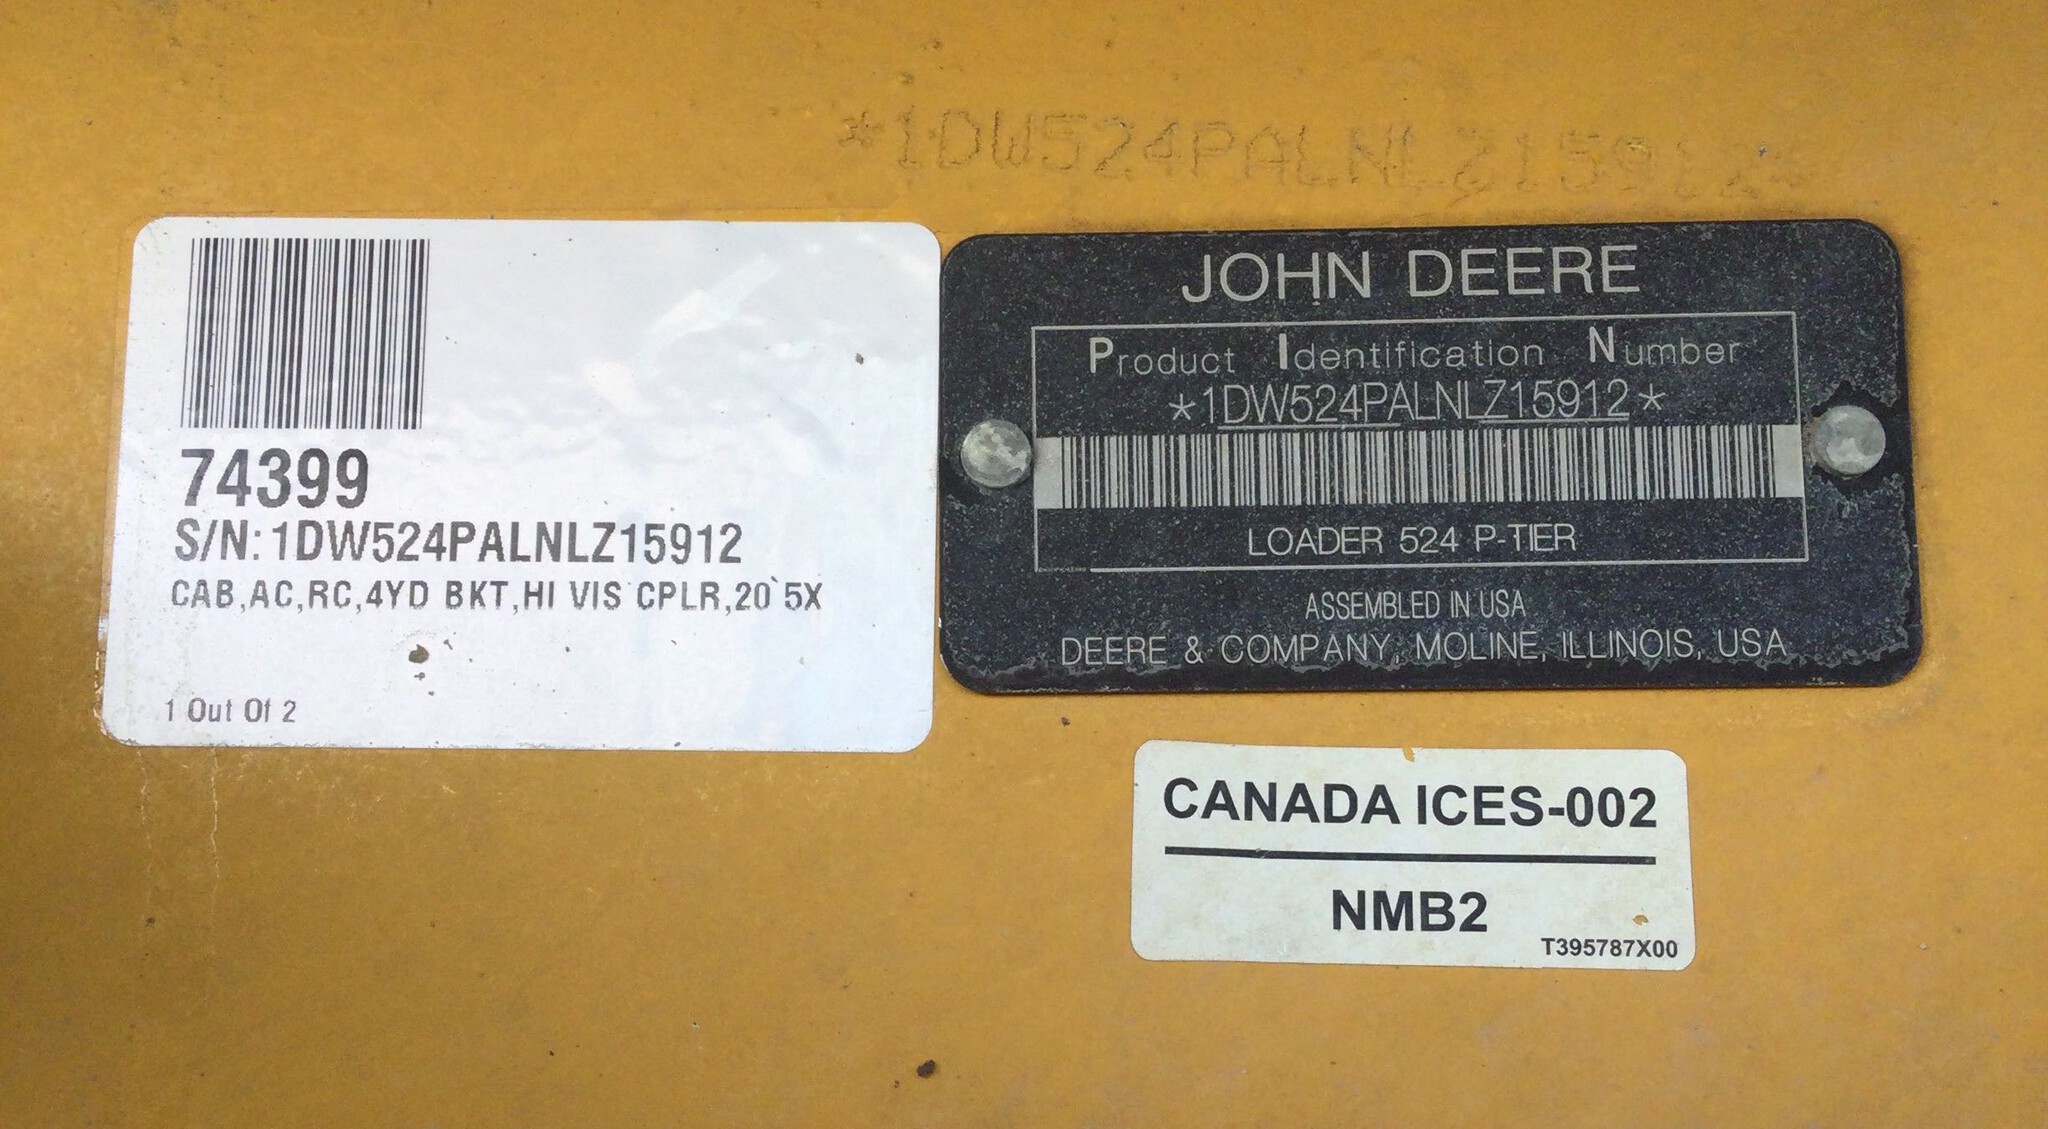 *1DW524PALNLZ15912*
74399
S/N:1DW524PALNLZ15912
CAB,AC,RC,4YD BKT,HI VIS CPLR,20`5X
1 Out Of 2
JOHN DEERE
Product Identification Number
*1DW524PALNLZ15912*
LOADER 524 P-TIER
ASSEMBLED IN USA
DEERE & COMPANY, MOLINE, ILLINOIS, USA
CANADA ICES-002
NMB2
T395787X00